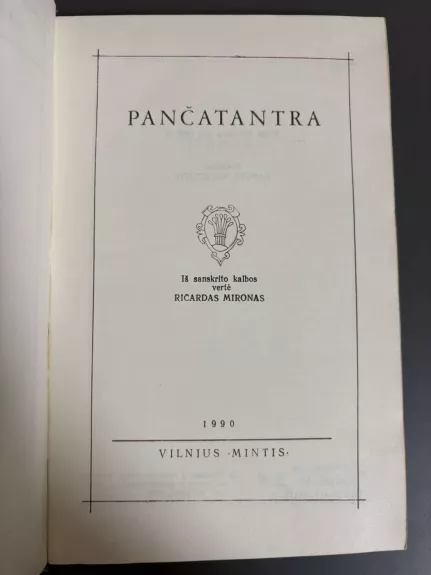 PANČATANTRA
Iš sanskrito kalbos
vertė
RICARDAS MIRONAS
1990
VILNIUS ·MINTIS·